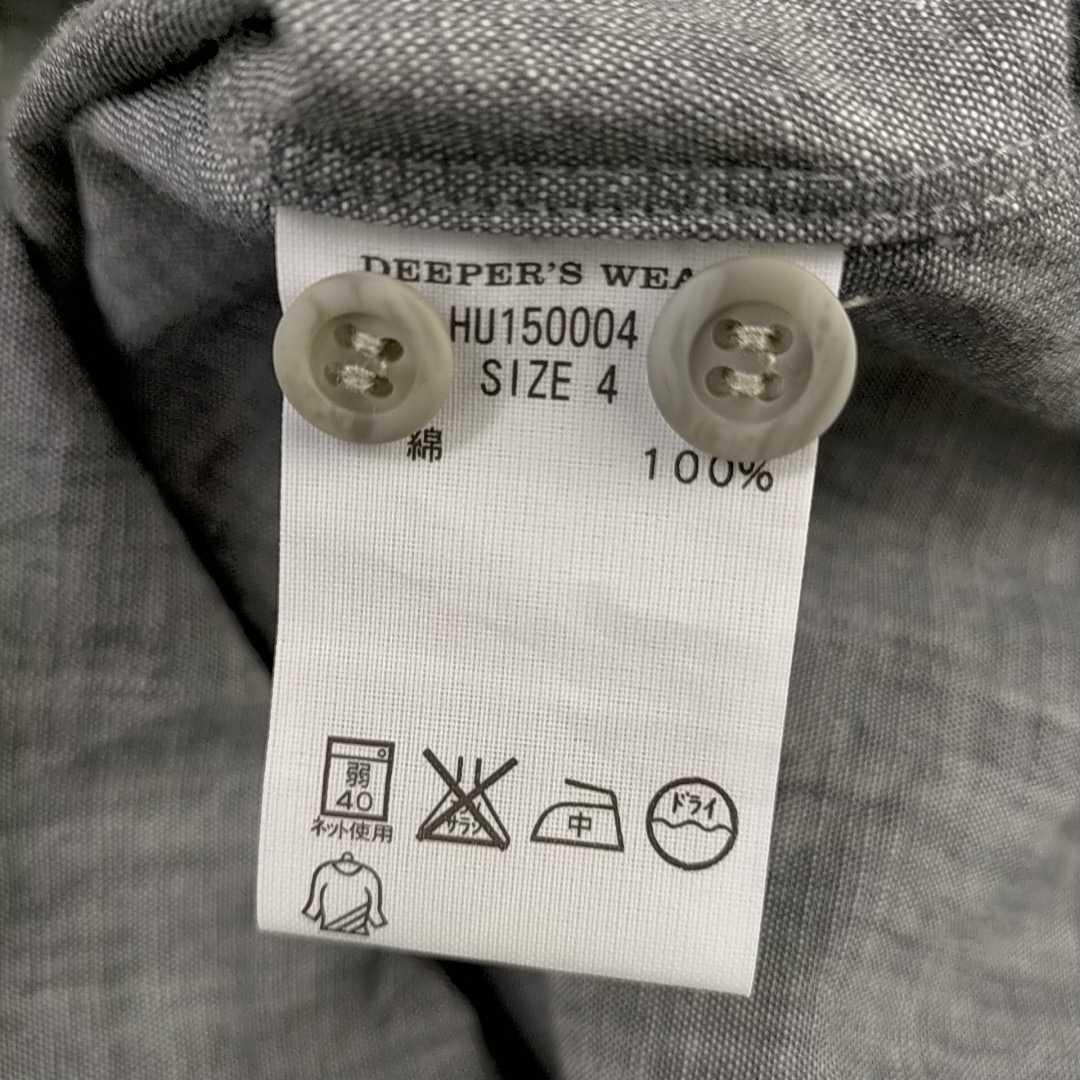 DEEPER'S WEA
HU150004
SIZE 4
綿 100%
弱
40
ネット使用
サラシ
中
ドライ